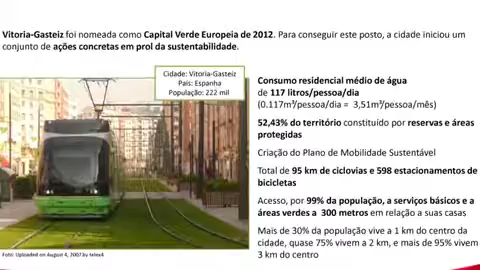 Vitoria-Gasteiz foi nomeada como Capital Verde Europeia de 2012. Para conseguir este posto, a cidade iniciou um
conjunto de ações concretas em prol da sustentabilidade.
Cidade: Vitoria-Gasteiz
País: Espanha
População: 222 mil
Consumo residencial médio de água
de 117 litros/pessoa/dia
(0.117m³/pessoa/dia = 3,51m³/pessoa/mês)
52,43% do território constituído por reservas e áreas
protegidas
Criação do Plano de Mobilidade Sustentável
Total de 95 km de ciclovias e 598 estacionamentos de
bicicletas
Acesso, por 99% da população, a serviços básicos e a
áreas verdes a 300 metros em relação a suas casas
Mais de 30% da população vive a 1 km do centro da
cidade, quase 75% vivem a 2 km, e mais de 95% vivem
3 km do centro
Foto: Uploaded on August 4, 2007 by telexA